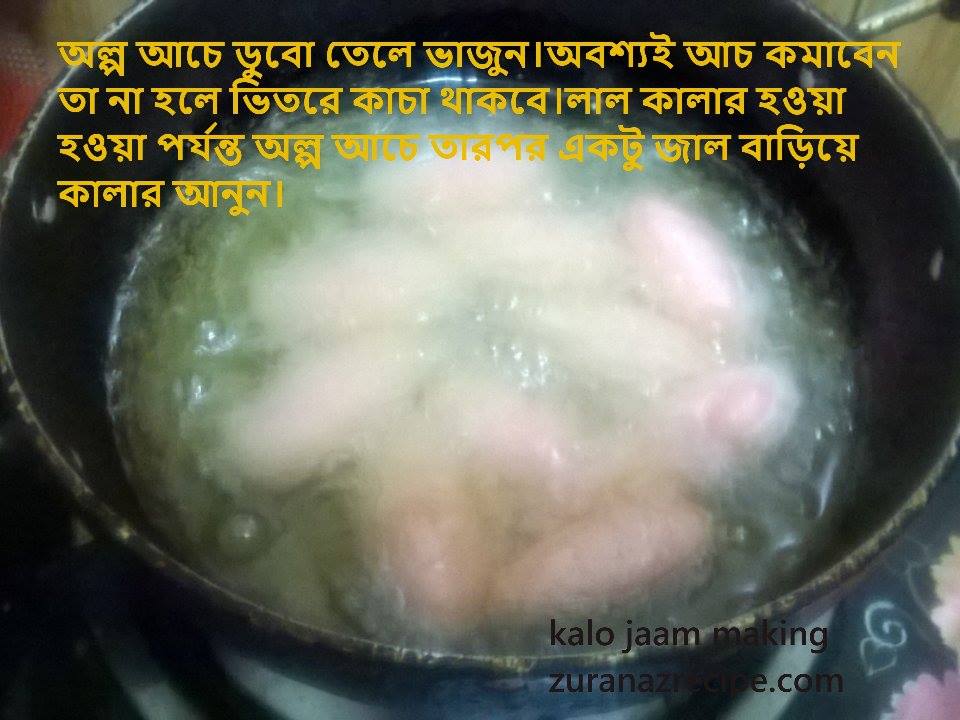 অল্প আচে ডুবো তেলে ভাজুন।অবশ্যই আচ কমাবেন
তা না হলে ভিতরে কাচা থাকবে।লাল কালার হওয়া
হওয়া পর্যন্ত অল্প আচে তারপর একটু জাল বাড়িয়ে
কালার আনুন।
kalo jaam making
zuranazrecipe.com